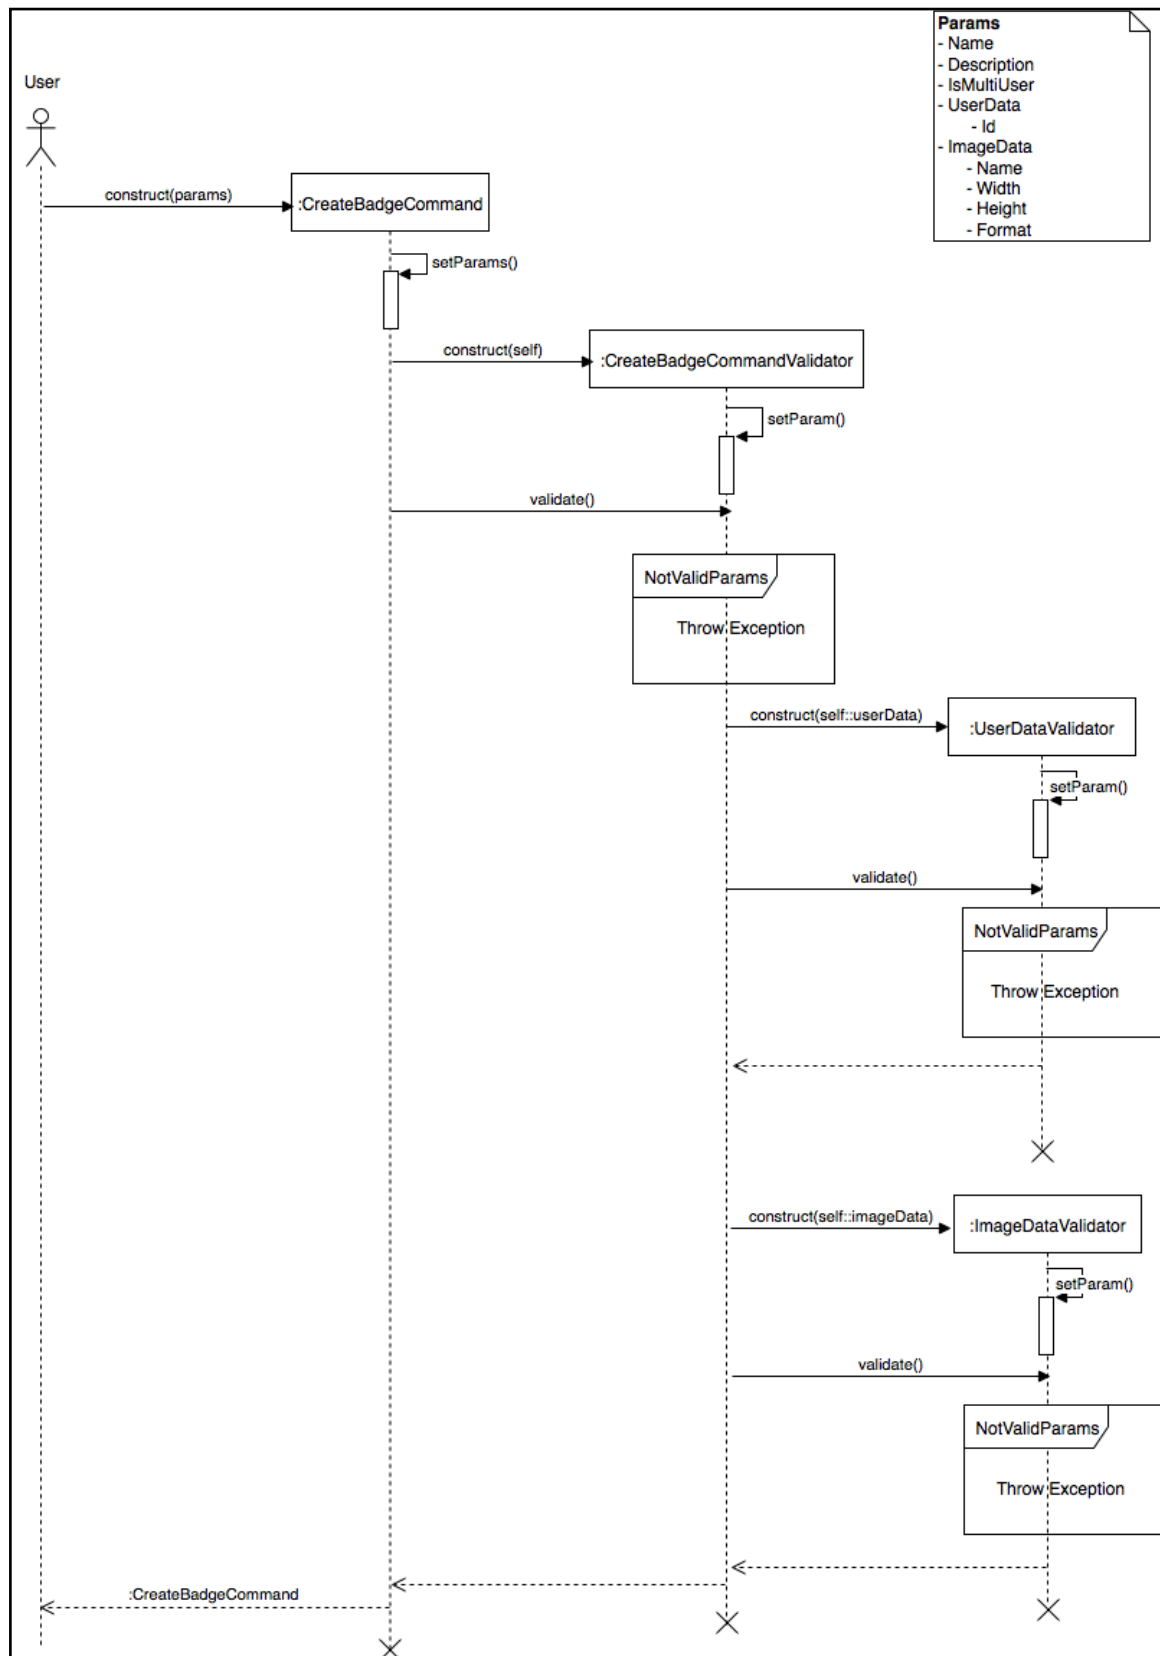 Params
- Name
- Description
- IsMultiUser
- UserData
- Id
- ImageData
- Name
- Width
- Height
- Format
User
construct(params)
:CreateBadgeCommand
setParams()
construct(self)
:CreateBadgeCommandValidator
setParam()
validate()
NotValidParams
Throw Exception
construct(self::userData)
:UserDataValidator
setParam()
validate()
NotValidParams
Throw Exception
construct(self::imageData)
:ImageDataValidator
setParam()
validate()
NotValidParams
Throw Exception
:CreateBadgeCommand